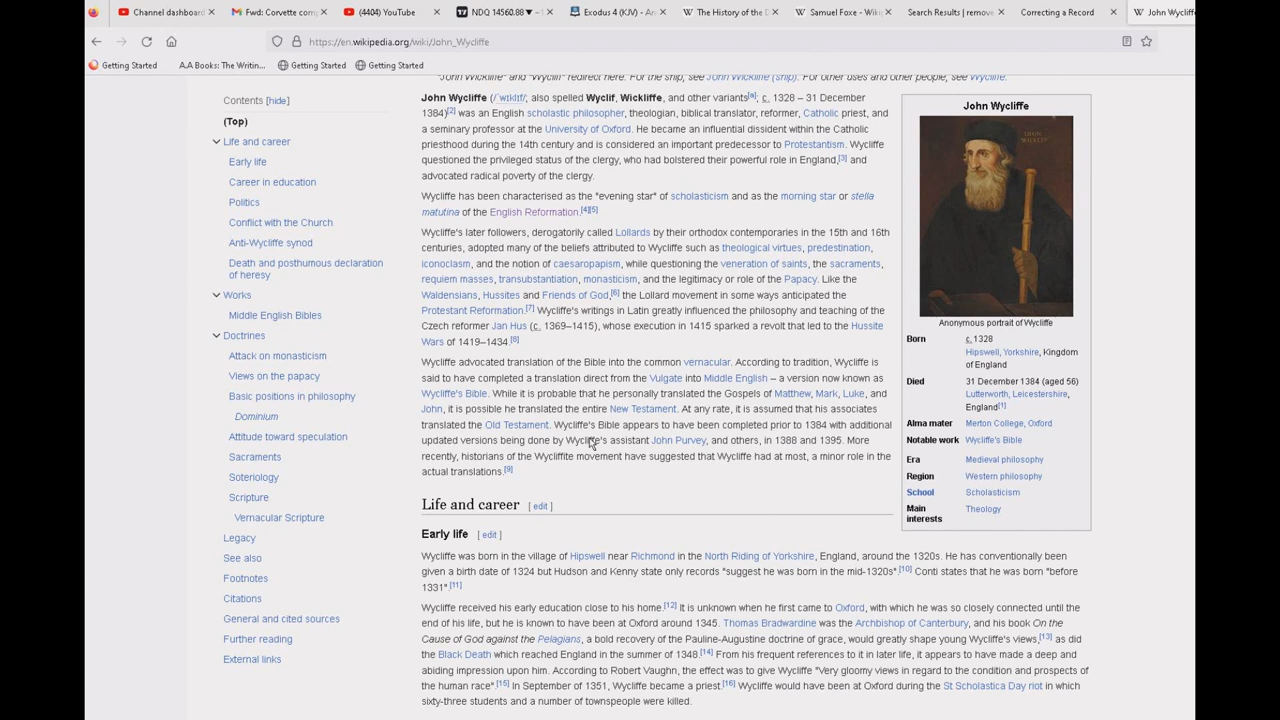 Channel dashboard
Fwd: Corvette com
(4404) YouTube
NDQ 14560.88
Exodus 4 (KJV) -
The History of the D
Samuel Foxe - Wiki
Search Results | remove
Correcting a Record
John Wycliffe
https://en.wikipedia.org/wiki/John_Wycliffe
Getting Started
A.A Books: The Writin...
Getting Started
Getting Started
"John Wickliffe" and "Wyclif" redirect here. For the ship, see John Wickliffe (ship). For other uses and other people, see Wycliffe.
Contents [hide]
(Top)
Life and career
Early life
Career in education
Politics
Conflict with the Church
Anti-Wycliffe synod
Death and posthumous declaration
of heresy
Works
Middle English Bibles
Doctrines
Attack on monasticism
Views on the papacy
Basic positions in philosophy
Dominium
Attitude toward speculation
Sacraments
Soteriology
Scripture
Vernacular Scripture
Legacy
See also
Footnotes
Citations
General and cited sources
Further reading
External links
John Wycliffe (/ˈwɪklɪf/; also spelled Wyclif, Wickliffe, and other variants[a]; c. 1328 – 31 December
1384)[2] was an English scholastic philosopher, theologian, biblical translator, reformer, Catholic priest, and
a seminary professor at the University of Oxford. He became an influential dissident within the Catholic
priesthood during the 14th century and is considered an important predecessor to Protestantism. Wycliffe
questioned the privileged status of the clergy, who had bolstered their powerful role in England,[3] and
advocated radical poverty of the clergy.
Wycliffe has been characterised as the "evening star" of scholasticism and as the morning star or stella
matutina of the English Reformation.[4][5]
Wycliffe's later followers, derogatorily called Lollards by their orthodox contemporaries in the 15th and 16th
centuries, adopted many of the beliefs attributed to Wycliffe such as theological virtues, predestination,
iconoclasm, and the notion of caesaropapism, while questioning the veneration of saints, the sacraments,
requiem masses, transubstantiation, monasticism, and the legitimacy or role of the Papacy. Like the
Waldensians, Hussites and Friends of God,[6] the Lollard movement in some ways anticipated the
Protestant Reformation.[7] Wycliffe's writings in Latin greatly influenced the philosophy and teaching of the
Czech reformer Jan Hus (c. 1369–1415), whose execution in 1415 sparked a revolt that led to the Hussite
Wars of 1419–1434.[8]
Wycliffe advocated translation of the Bible into the common vernacular. According to tradition, Wycliffe is
said to have completed a translation direct from the Vulgate into Middle English – a version now known as
Wycliffe's Bible. While it is probable that he personally translated the Gospels of Matthew, Mark, Luke, and
John, it is possible he translated the entire New Testament. At any rate, it is assumed that his associates
translated the Old Testament. Wycliffe's Bible appears to have been completed prior to 1384 with additional
updated versions being done by Wycliffe's assistant John Purvey, and others, in 1388 and 1395. More
recently, historians of the Wycliffite movement have suggested that Wycliffe had at most, a minor role in the
actual translations.[9]
John Wycliffe
Anonymous portrait of Wycliffe
Born c. 1328
Hipswell, Yorkshire, Kingdom
of England
Died 31 December 1384 (aged 56)
Lutterworth, Leicestershire,
England[1]
Alma mater Merton College, Oxford
Notable work Wycliffe's Bible
Era Medieval philosophy
Region Western philosophy
School Scholasticism
Main Theology
interests
Life and career [ edit ]
Early life [ edit ]
Wycliffe was born in the village of Hipswell near Richmond in the North Riding of Yorkshire, England, around the 1320s. He has conventionally been
given a birth date of 1324 but Hudson and Kenny state only records "suggest he was born in the mid-1320s".[10] Conti states that he was born "before
1331".[11]
Wycliffe received his early education close to his home.[12] It is unknown when he first came to Oxford, with which he was so closely connected until the
end of his life, but he is known to have been at Oxford around 1345. Thomas Bradwardine was the Archbishop of Canterbury, and his book On the
Cause of God against the Pelagians, a bold recovery of the Pauline-Augustine doctrine of grace, would greatly shape young Wycliffe's views,[13] as did
the Black Death which reached England in the summer of 1348.[14] From his frequent references to it in later life, it appears to have made a deep and
abiding impression upon him. According to Robert Vaughn, the effect was to give Wycliffe "Very gloomy views in regard to the condition and prospects of
the human race".[15] In September of 1351, Wycliffe became a priest.[16] Wycliffe would have been at Oxford during the St Scholastica Day riot in which
sixty-three students and a number of townspeople were killed.